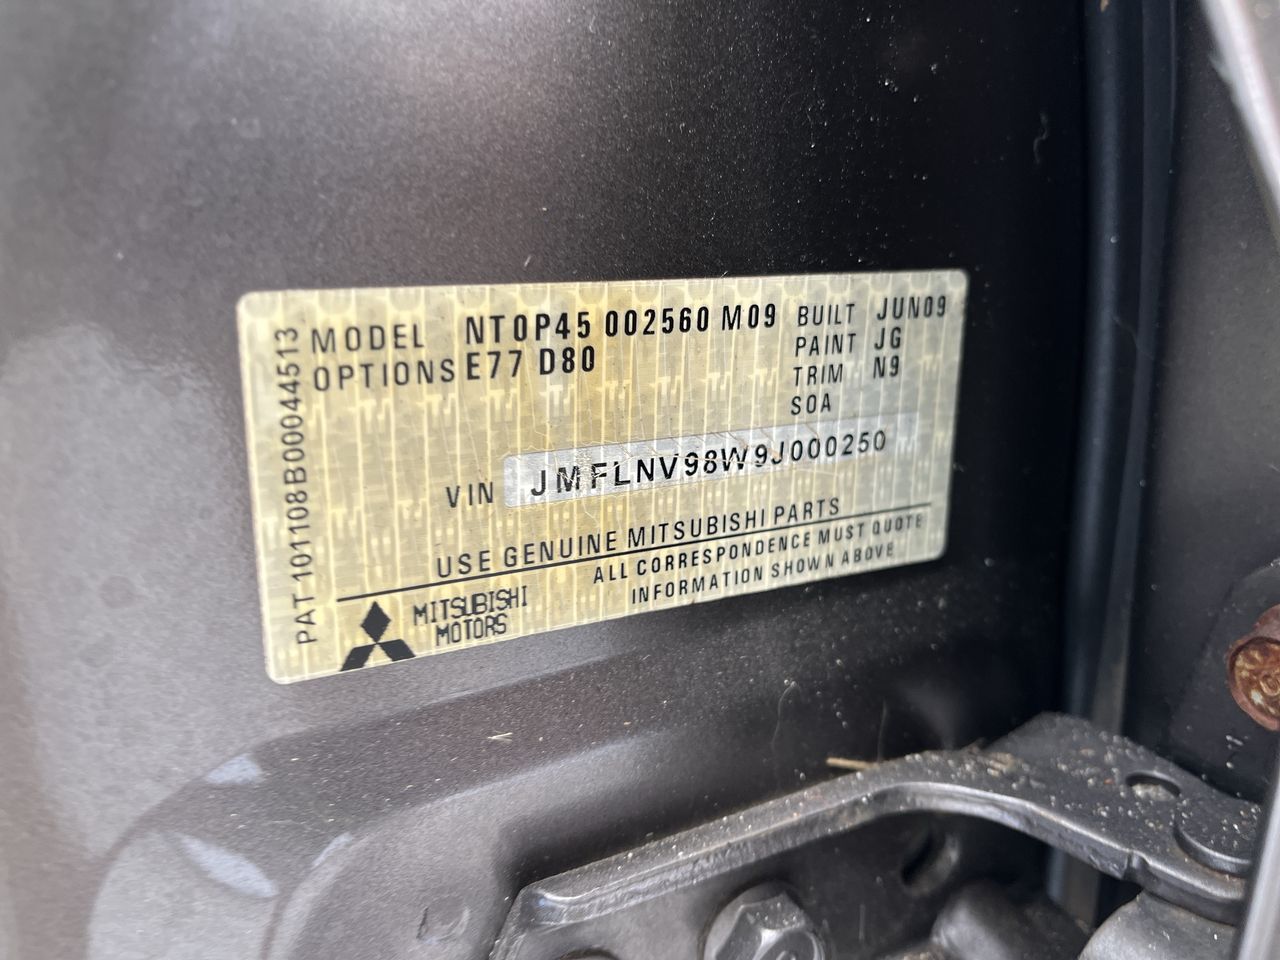 MODEL NT0P45 002560 M09 BUILT JUN09
OPTIONS E77 D80 PAINT JG
TRIM N9
SOA
VIN JMFLNV98W9J000250
USE GENUINE MITSUBISHI PARTS
ALL CORRESPONDENCE MUST QUOTE
INFORMATION SHOWN ABOVE
MITSUBISHI
MOTORS
PAT 101108B00044513